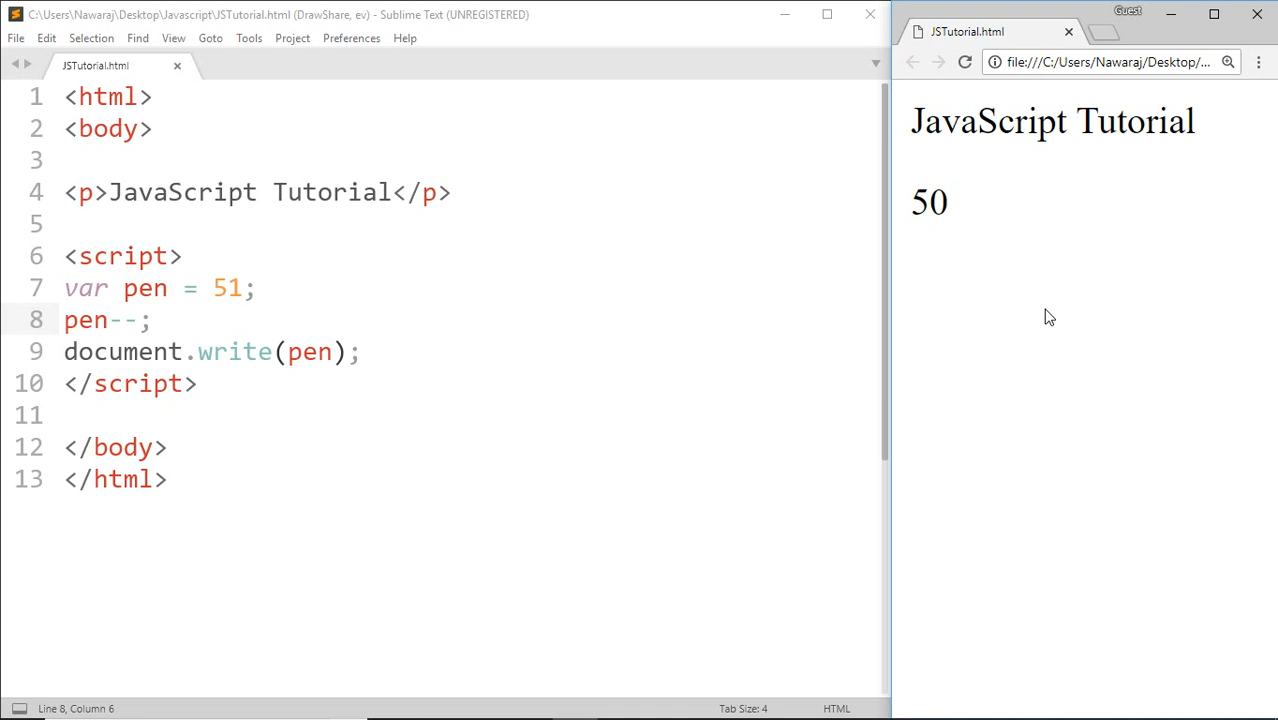 C:\Users\Nawaraj\Desktop\Javascript\JSTutorial.html (DrawShare, ev) - Sublime Text (UNREGISTERED)
File Edit Selection Find View Goto Tools Project Preferences Help
JSTutorial.html
1 <html>
2 <body>
3
4 <p>JavaScript Tutorial</p>
5
6 <script>
7 var pen = 51;
8 pen--;
9 document.write(pen);
10 </script>
11
12 </body>
13 </html>
Line 8, Column 6 Tab Size: 4 HTML
Guest
JSTutorial.html
file:///C:/Users/Nawaraj/Desktop/...
JavaScript Tutorial
50